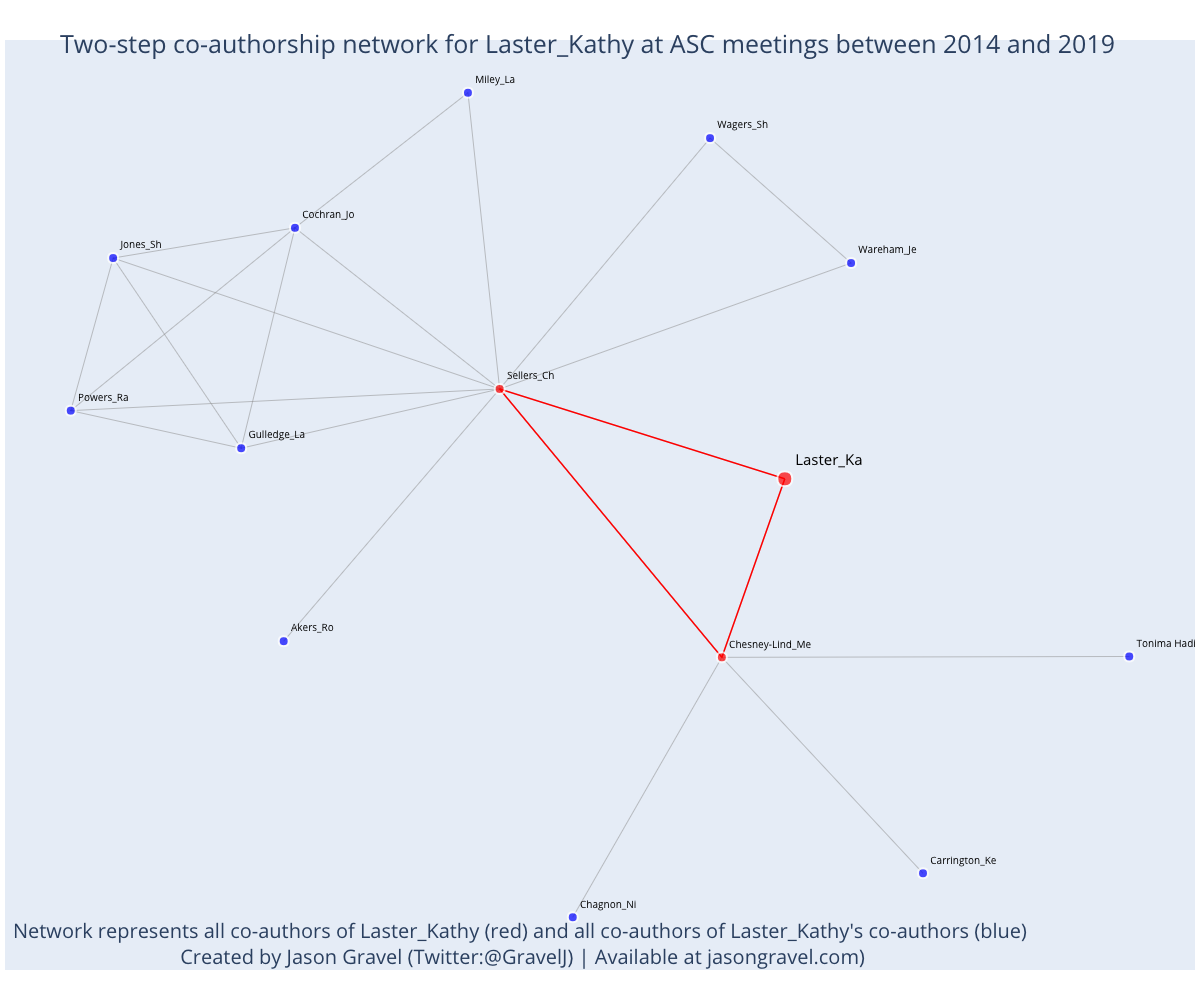 Two-step co-authorship network for Laster_Kathy at ASC meetings between 2014 and 2019
Miley_La
Wagers_Sh
Cochran_Jo
Jones_Sh
Wareham_Je
Sellers_Ch
Powers_Ra
Gulledge_La
Laster_Ka
Akers_Ro
Chesney-Lind_Me
Tonima Hadi
Carrington_Ke
Chagnon_Ni
Network represents all co-authors of Laster_Kathy (red) and all co-authors of Laster_Kathy's co-authors (blue)
Created by Jason Gravel (Twitter:@GravelJ) | Available at jasongravel.com)